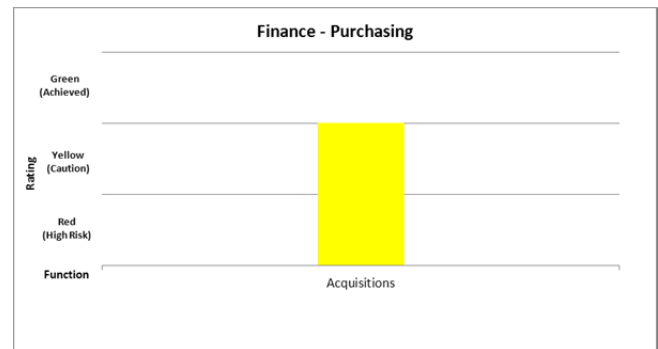 Finance - Purchasing
Green
(Achieved)
Yellow
(Caution)
Rating
Red
(High Risk)
Function
Acquisitions